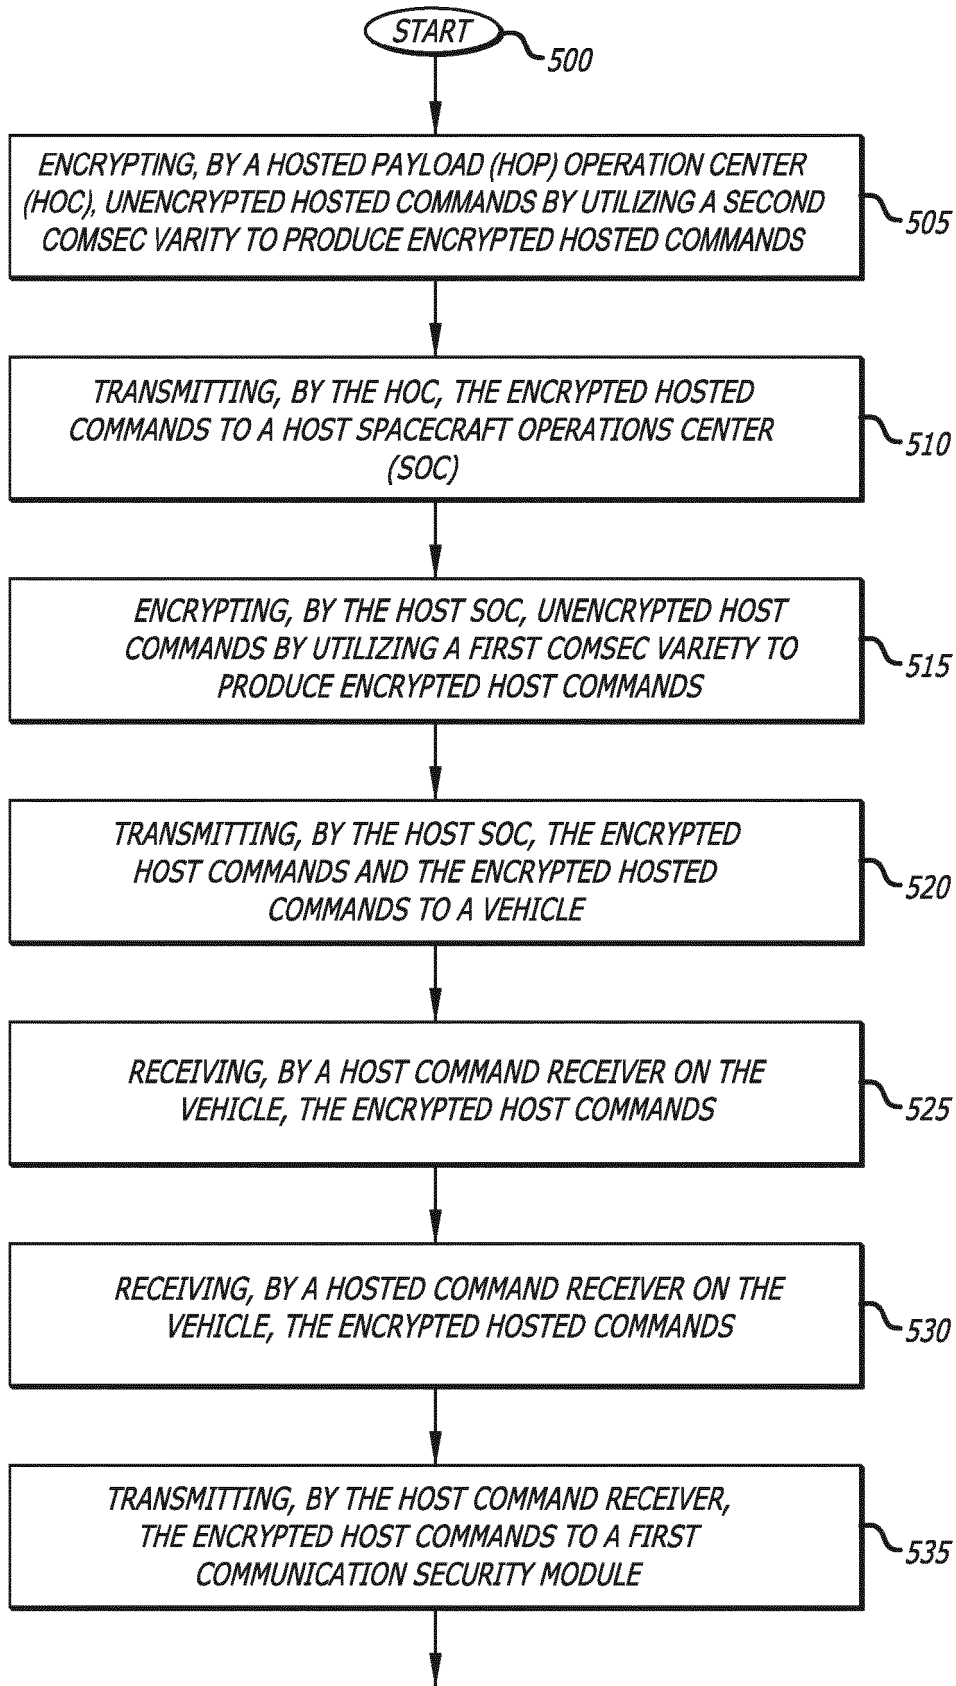 START
500
ENCRYPTING, BY A HOSTED PAYLOAD (HOP) OPERATION CENTER
(HOC), UNENCRYPTED HOSTED COMMANDS BY UTILIZING A SECOND
COMSEC VARITY TO PRODUCE ENCRYPTED HOSTED COMMANDS
505
TRANSMITTING, BY THE HOC, THE ENCRYPTED HOSTED
COMMANDS TO A HOST SPACECRAFT OPERATIONS CENTER
(SOC)
510
ENCRYPTING, BY THE HOST SOC, UNENCRYPTED HOST
COMMANDS BY UTILIZING A FIRST COMSEC VARIETY TO
PRODUCE ENCRYPTED HOST COMMANDS
515
TRANSMITTING, BY THE HOST SOC, THE ENCRYPTED
HOST COMMANDS AND THE ENCRYPTED HOSTED
COMMANDS TO A VEHICLE
520
RECEIVING, BY A HOST COMMAND RECEIVER ON THE
VEHICLE, THE ENCRYPTED HOST COMMANDS
525
RECEIVING, BY A HOSTED COMMAND RECEIVER ON THE
VEHICLE, THE ENCRYPTED HOSTED COMMANDS
530
TRANSMITTING, BY THE HOST COMMAND RECEIVER,
THE ENCRYPTED HOST COMMANDS TO A FIRST
COMMUNICATION SECURITY MODULE
535